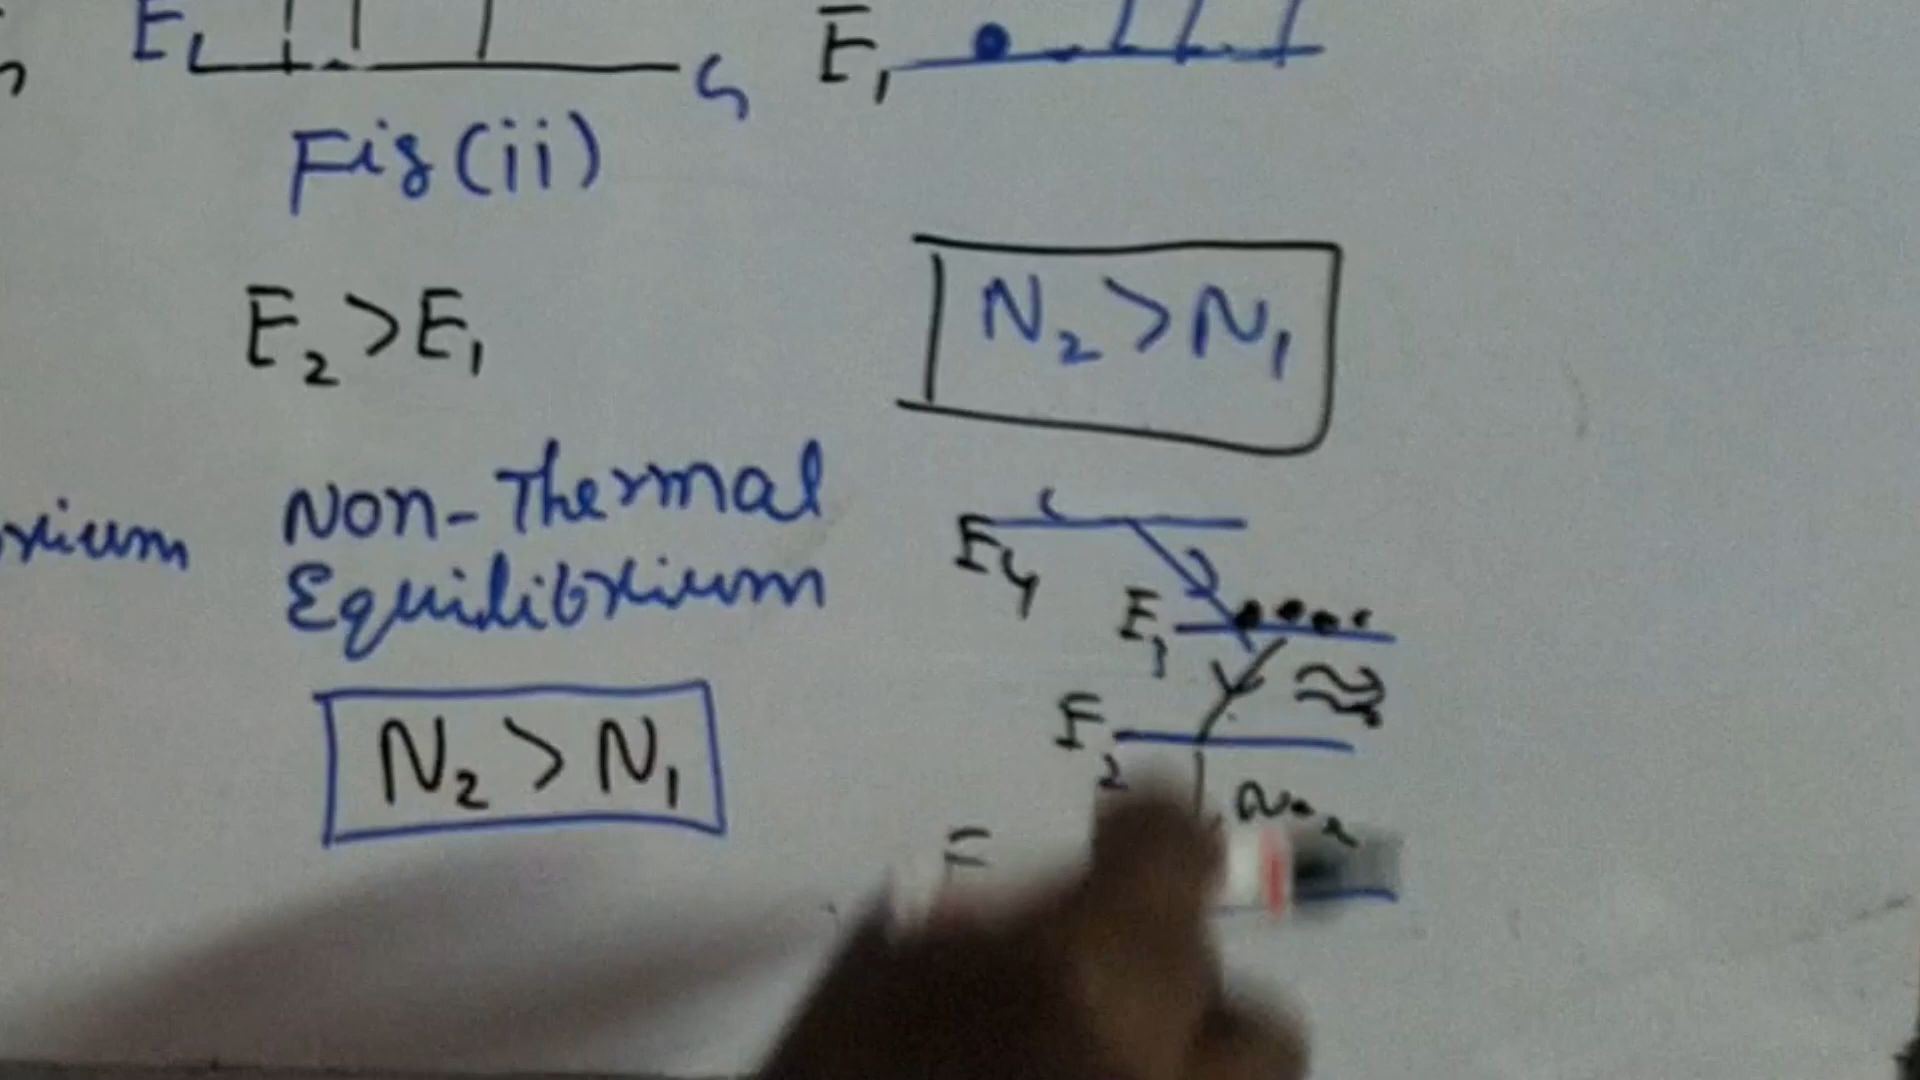 E1
E1
Fig(ii)
E2 > E1
N2 > N1
Non-Thermal
Equilibrium
N2 > N1
E4
E3
E2
E